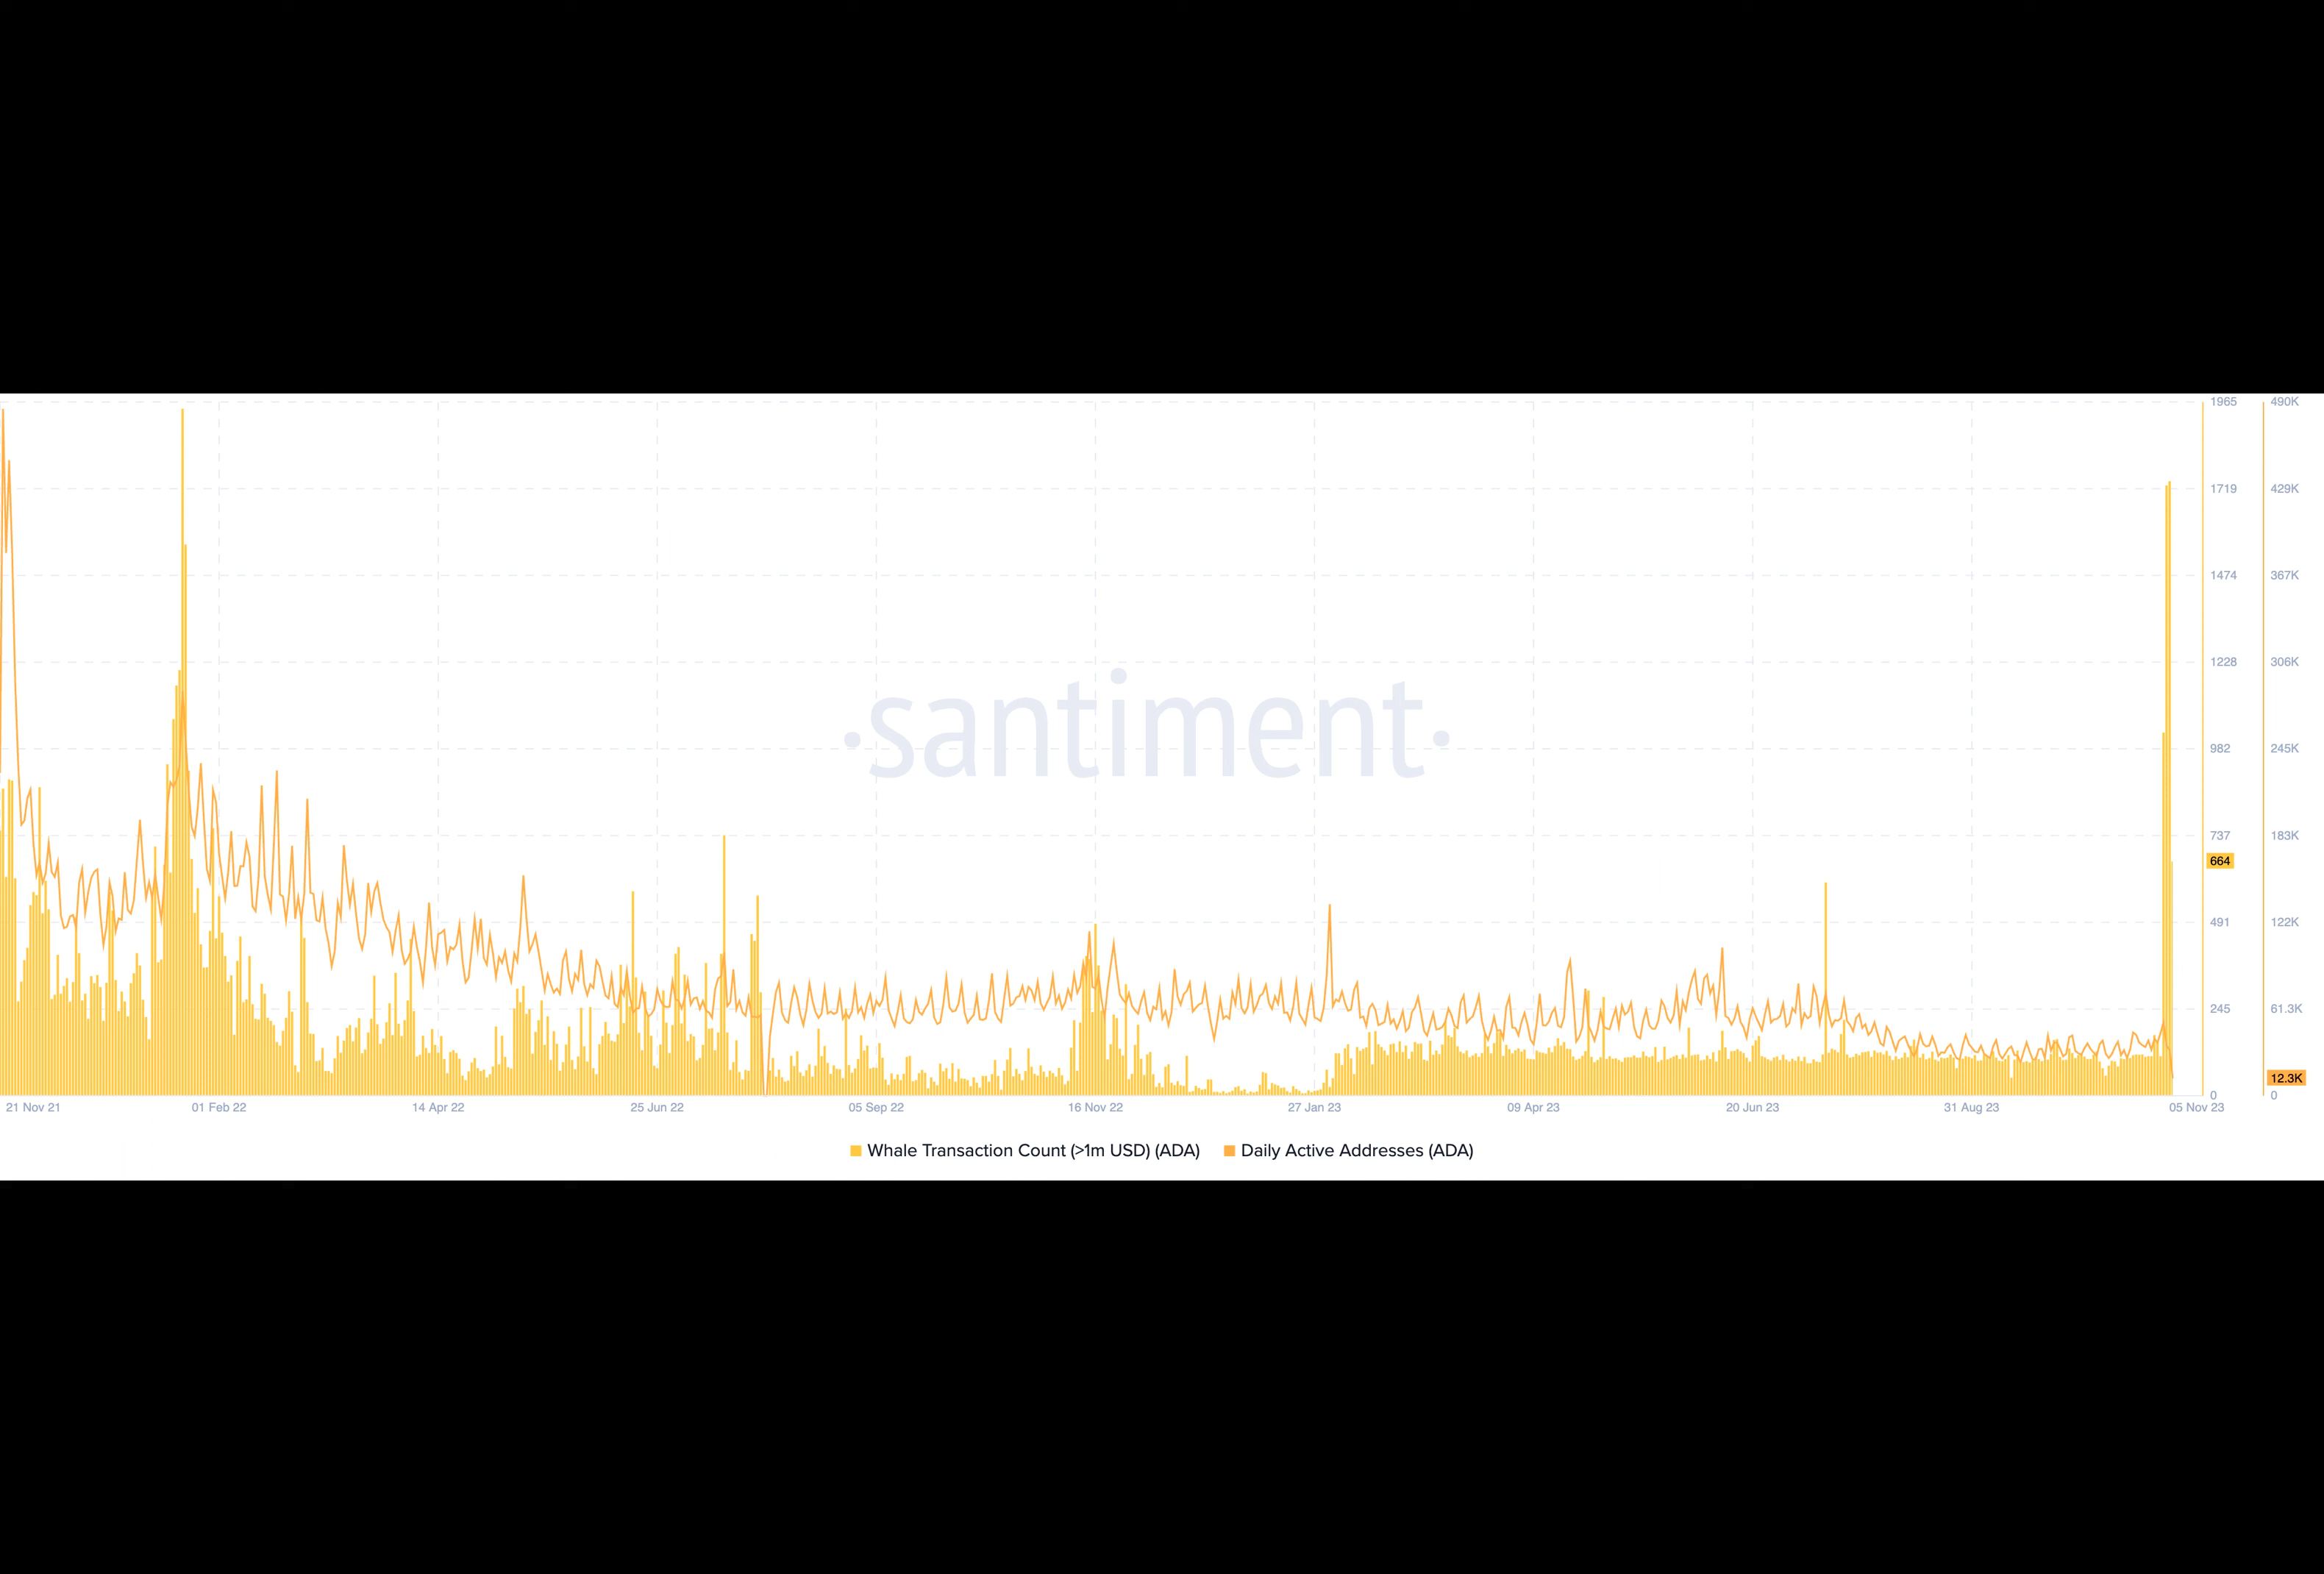 1965 490K
1719 429K
1474 367K
1228 306K
·santiment·
982 245K
737 183K
664
491 122K
245 61.3K
12.3K
0 0
21 Nov 21 01 Feb 22 14 Apr 22 25 Jun 22 05 Sep 22 16 Nov 22 27 Jan 23 09 Apr 23 20 Jun 23 31 Aug 23 05 Nov 23
Whale Transaction Count (>1m USD) (ADA) Daily Active Addresses (ADA)